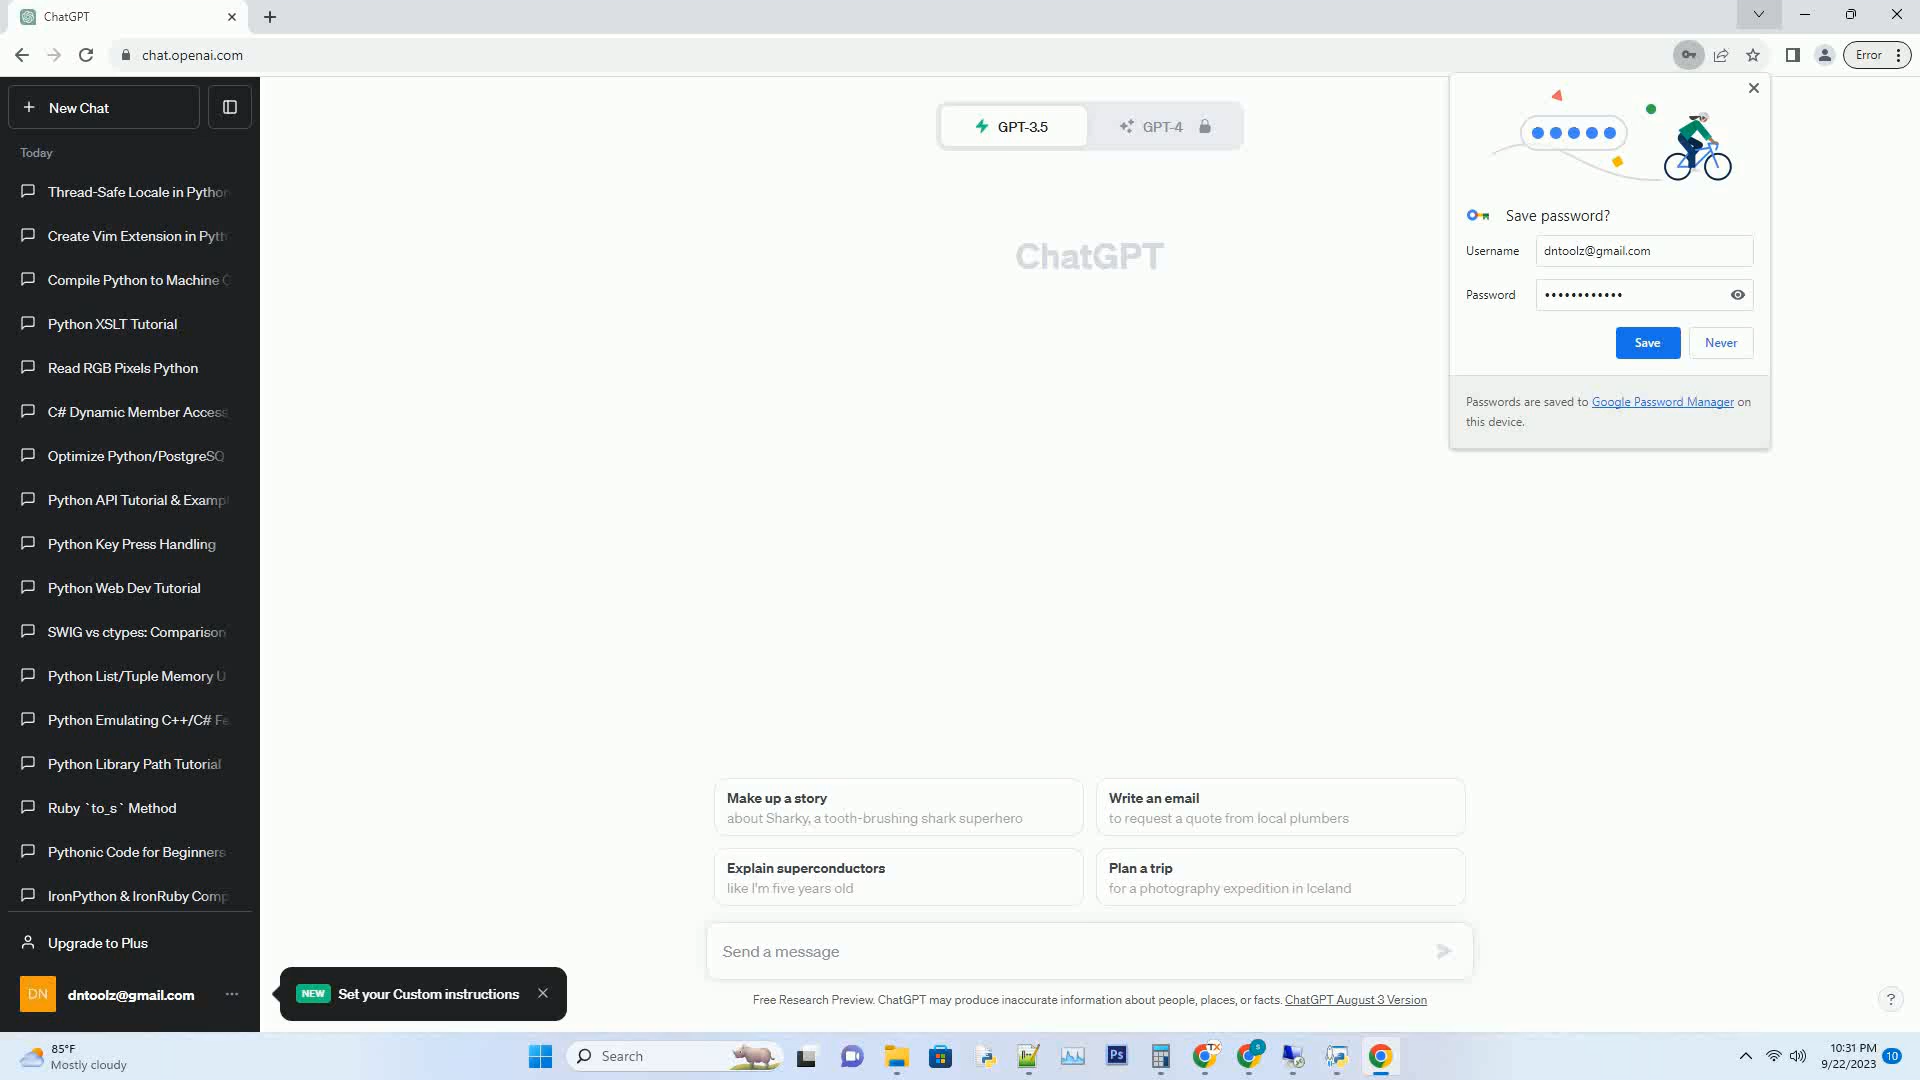 ChatGPT
chat.openai.com
Error
New Chat
Today
Thread-Safe Locale in Python
Create Vim Extension in Pyth
Compile Python to Machine C
Python XSLT Tutorial
Read RGB Pixels Python
C# Dynamic Member Access
Optimize Python/PostgreSQ
Python API Tutorial & Exampl
Python Key Press Handling
Python Web Dev Tutorial
SWIG vs ctypes: Comparison
Python List/Tuple Memory U
Python Emulating C++/C# Fe
Python Library Path Tutorial
Ruby `to_s` Method
Pythonic Code for Beginners
IronPython & IronRuby Comp
Upgrade to Plus
DN
dntoolz@gmail.com
NEW Set your Custom instructions
GPT-3.5
GPT-4
ChatGPT
Save password?
Username dntoolz@gmail.com
Password ••••••••••••
Save Never
Passwords are saved to Google Password Manager on
this device.
Make up a story
about Sharky, a tooth-brushing shark superhero
Write an email
to request a quote from local plumbers
Explain superconductors
like I'm five years old
Plan a trip
for a photography expedition in Iceland
Send a message
Free Research Preview. ChatGPT may produce inaccurate information about people, places, or facts. ChatGPT August 3 Version
?
85°F
Mostly cloudy
Search
Ps
TX
S
10:31 PM
9/22/2023
10